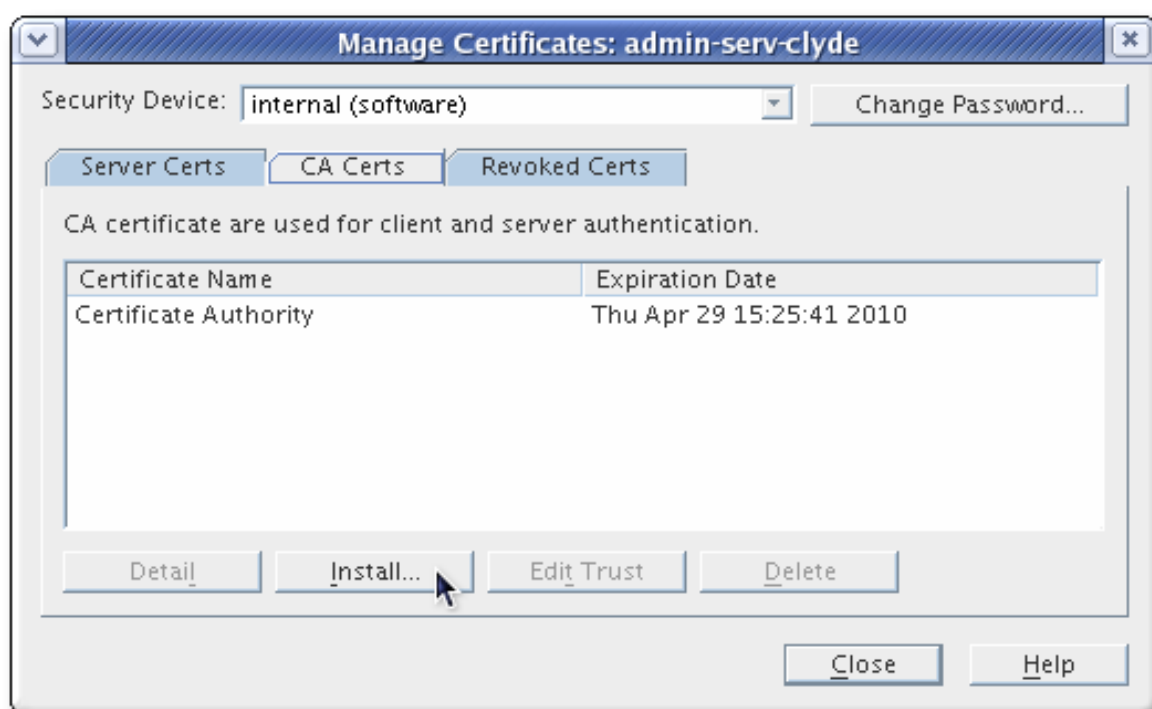 Manage Certificates: admin-serv-clyde
Security Device: internal (software) Change Password...
Server Certs CA Certs Revoked Certs
CA certificate are used for client and server authentication.
Certificate Name Expiration Date
Certificate Authority Thu Apr 29 15:25:41 2010
Detail Install... Edit Trust Delete
Close Help